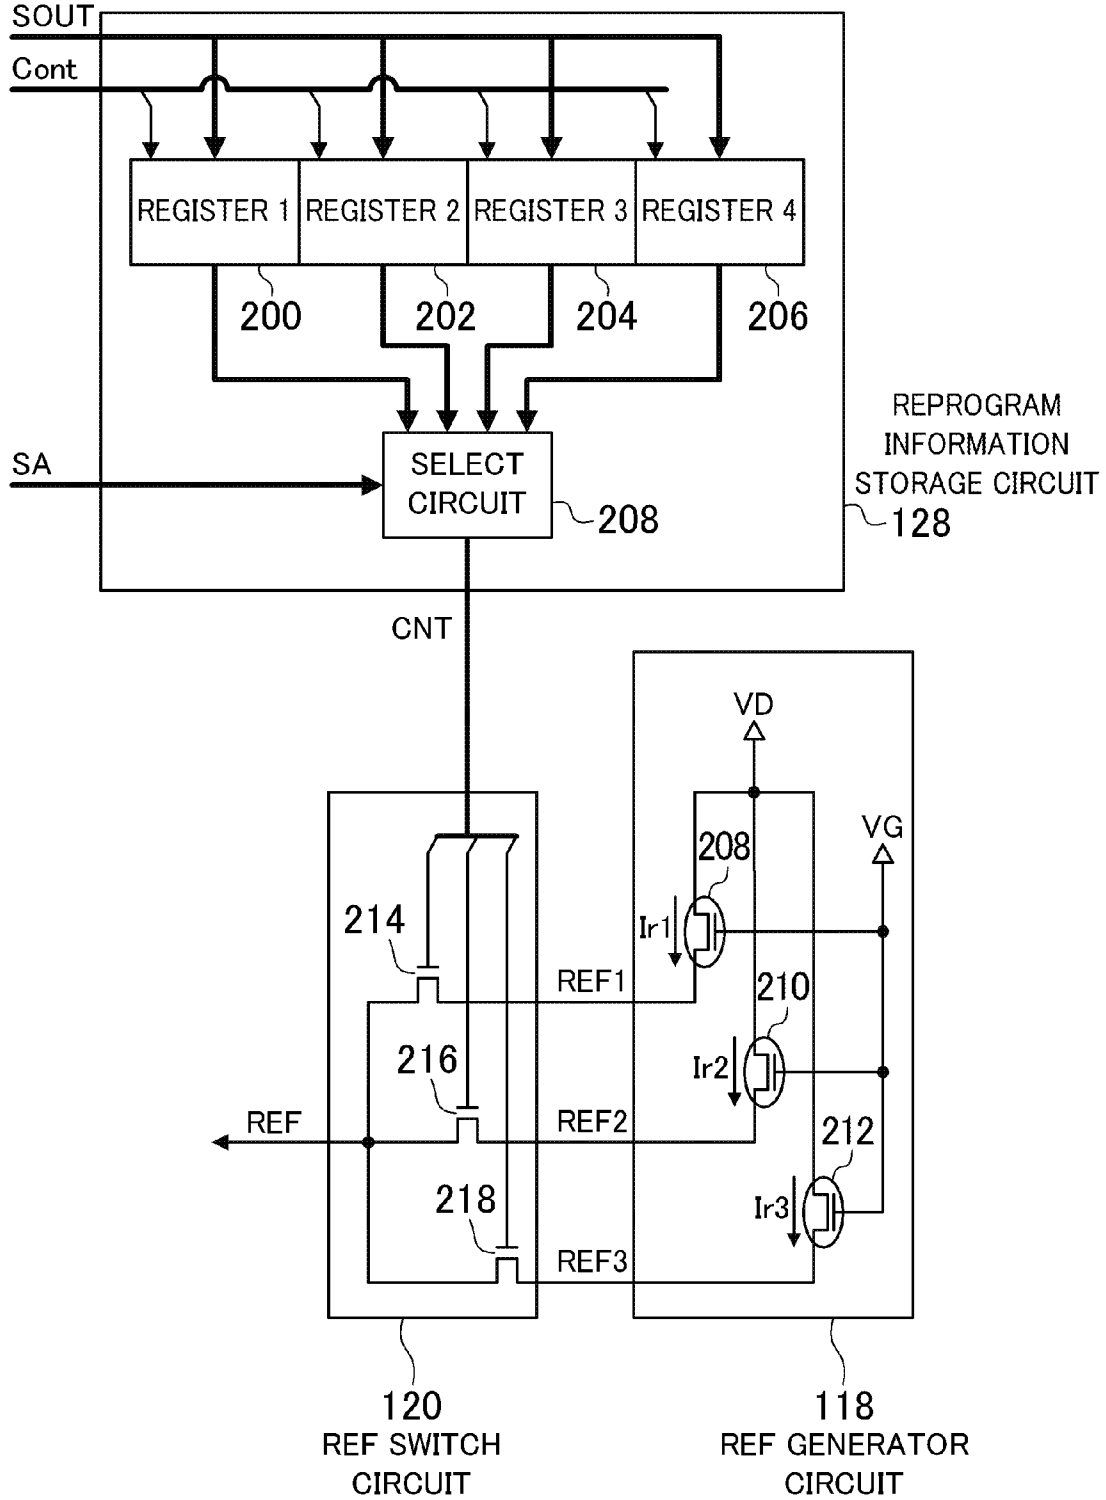 SOUT
Cont
REGISTER 1
REGISTER 2
REGISTER 3
REGISTER 4
200
202
204
206
REPROGRAM
INFORMATION
STORAGE CIRCUIT
128
SA
SELECT
CIRCUIT
208
CNT
VD
VG
208
214
Ir1
REF1
210
216
Ir2
REF
REF2
212
218
Ir3
REF3
120
REF SWITCH
CIRCUIT
118
REF GENERATOR
CIRCUIT